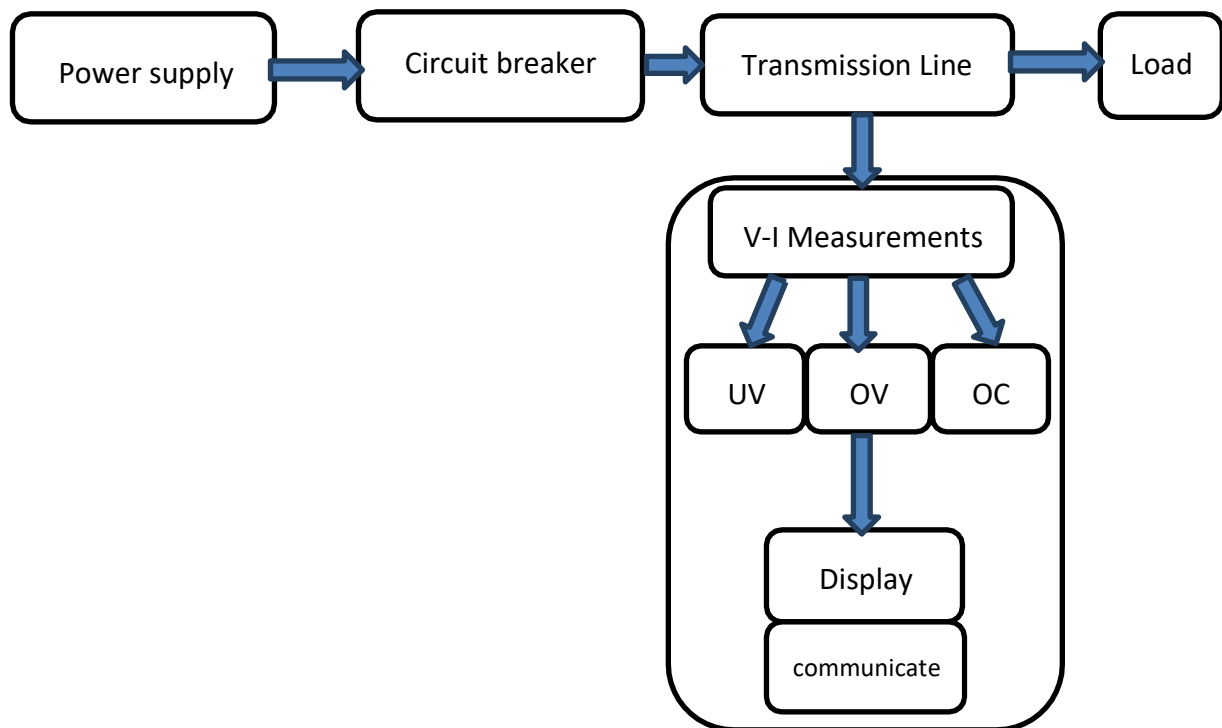 Power supply
Circuit breaker
Transmission Line
Load
V-I Measurements
UV
OV
OC
Display
communicate